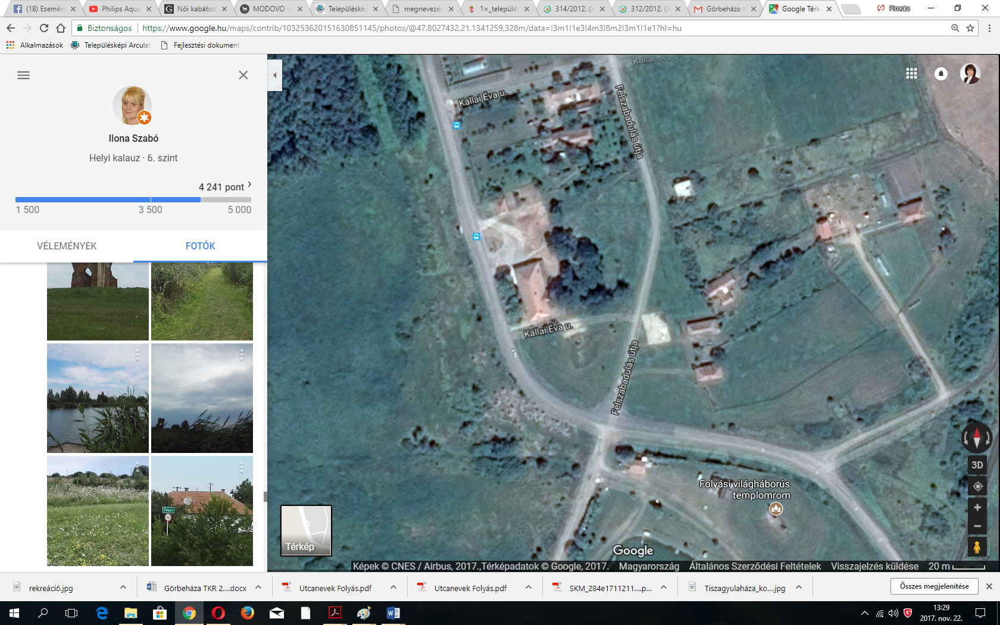 (18) Esemén
Philips Aqua
Női kabátok
MODOVO -
Településkép
megnevezés
1×_települé
314/2012. (X
312/2012. (X
Görbeháza t
Google Térk
Piroska
Biztonságos
https://www.google.hu/maps/contrib/103253620151630851145/photos/@47.8027432,21.1341259,328m/data=!3m1!1e3!4m3!8m2!3m1!1e1?hl=hu
Alkalmazások
Településképi Arculat
Fejlesztési dokument
Ilona Szabó
Helyi kalauz · 6. szint
4 241 pont
1 500
3 500
5 000
VÉLEMÉNYEK
FOTÓK
Folyás
Kállai Éva u.
Kállai Éva u.
Felszabadulás útja
Kállai Éva u.
Felszabadulás útja
Folyási világháborús
templomrom
3D
Térkép
Google
Képek © CNES / Airbus, 2017.,Térképadatok © Google, 2017.
Magyarország
Általános Szerződési Feltételek
Visszajelzés küldése
20 m
rekreáció.jpg
Görbeháza TKR 2....docx
Utcanevek Folyás.pdf
Utcanevek Folyás.pdf
SKM_284e1711211....p...
Tiszagyulaháza_ko....jpg
Összes megjelenítése
13:29
2017. nov. 22.